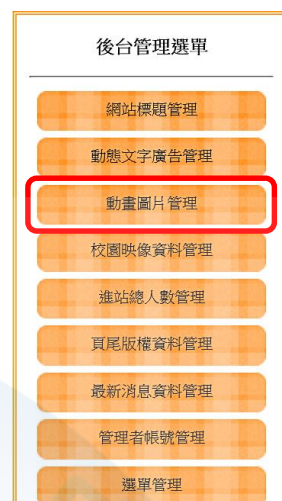 後台管理選單
網站標題管理
動態文字廣告管理
動畫圖片管理
校園映像資料管理
進站總人數管理
頁尾版權資料管理
最新消息資料管理
管理者帳號管理
選單管理